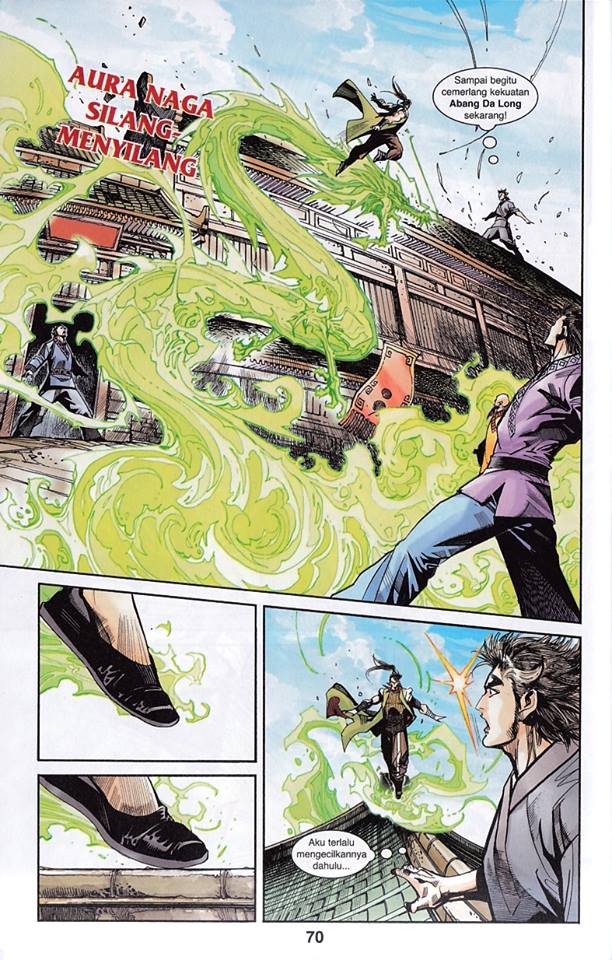 AURA NAGA
SILANG-
MENYILANG
Sampai begitu
cemerlang kekuatan
Abang Da Long
sekarang!
Aku terlalu
mengecilkannya
dahulu...
70